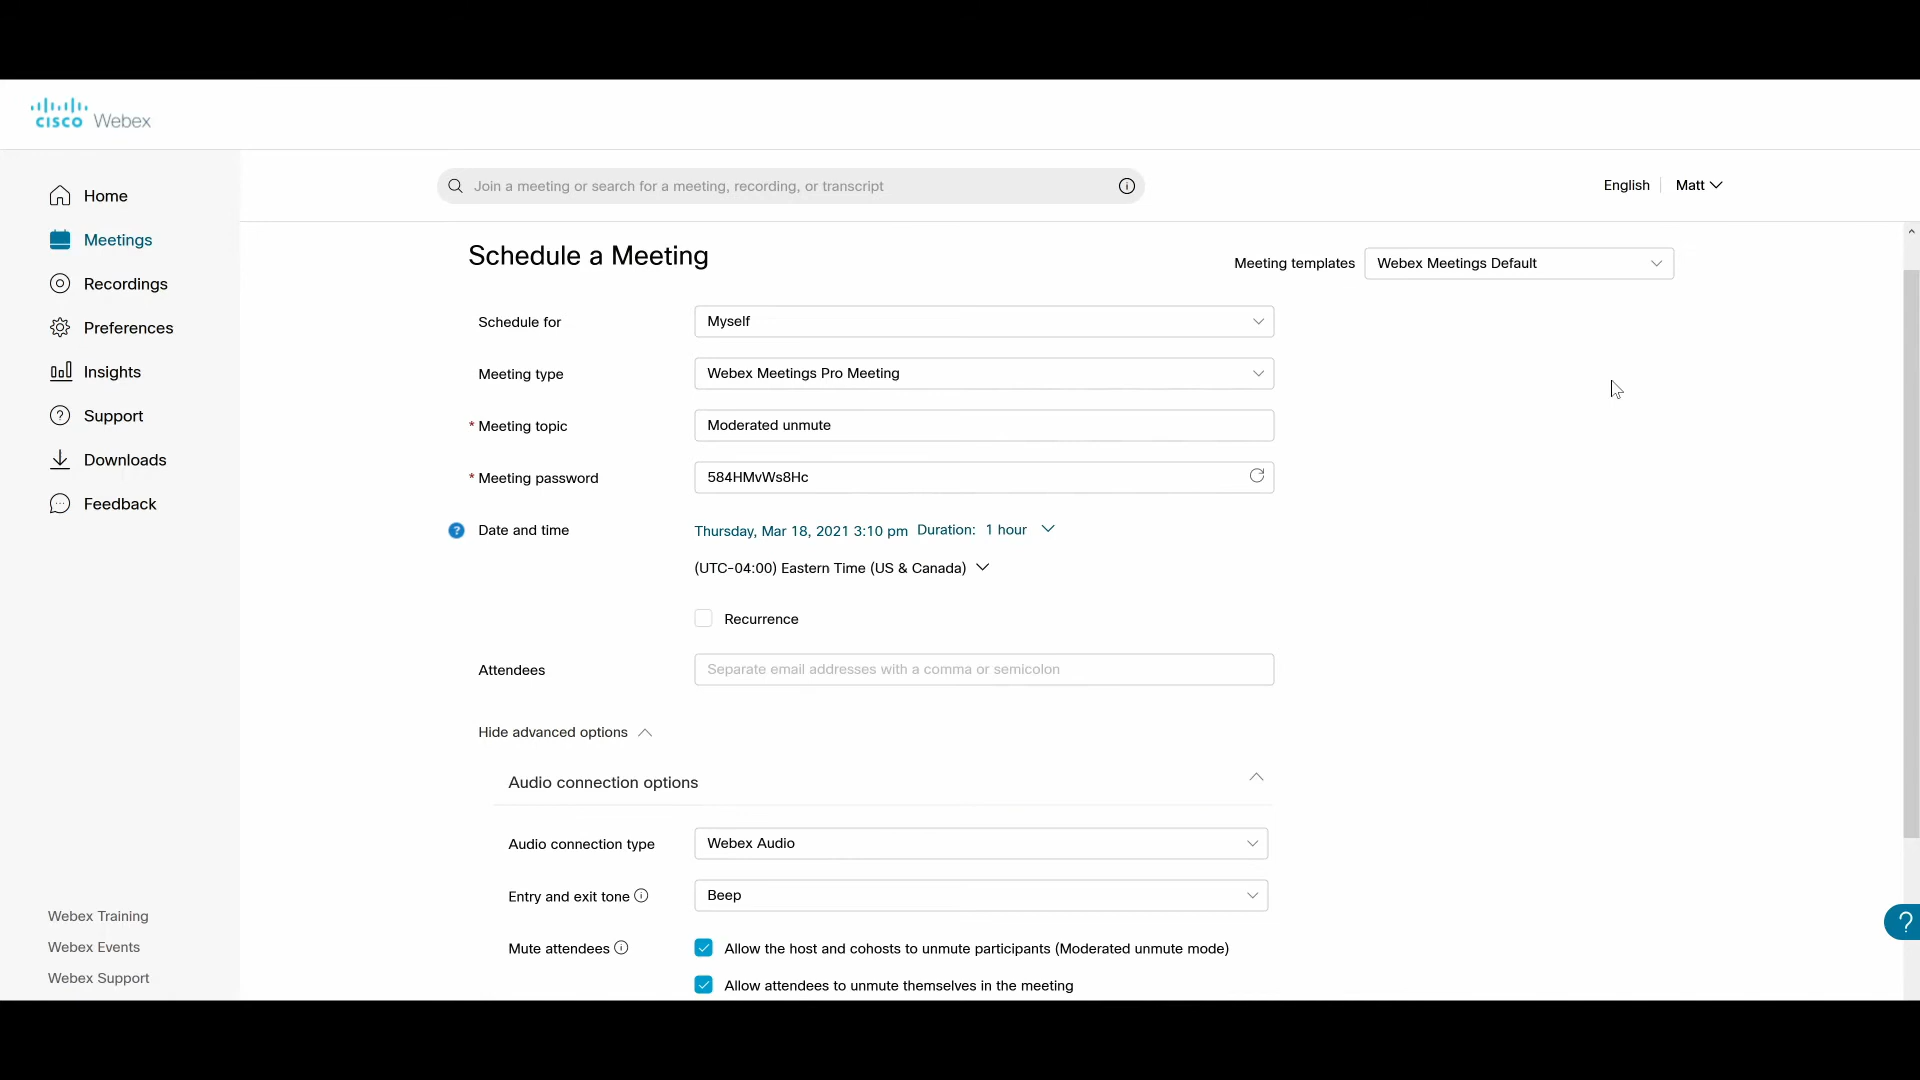 CISCO Webex
Join a meeting or search for a meeting, recording, or transcript
English
Matt
Home
Meetings
Recordings
Preferences
Insights
Support
Downloads
Feedback
Webex Training
Webex Events
Webex Support
Schedule a Meeting
Meeting templates Webex Meetings Default
Schedule for Myself
Meeting type Webex Meetings Pro Meeting
* Meeting topic Moderated unmute
* Meeting password 584HMvWs8Hc
? Date and time Thursday, Mar 18, 2021 3:10 pm Duration: 1 hour
(UTC-04:00) Eastern Time (US & Canada)
Recurrence
Attendees Separate email addresses with a comma or semicolon
Hide advanced options
Audio connection options
Audio connection type Webex Audio
Entry and exit tone Beep
Mute attendees Allow the host and cohosts to unmute participants (Moderated unmute mode)
Allow attendees to unmute themselves in the meeting
?